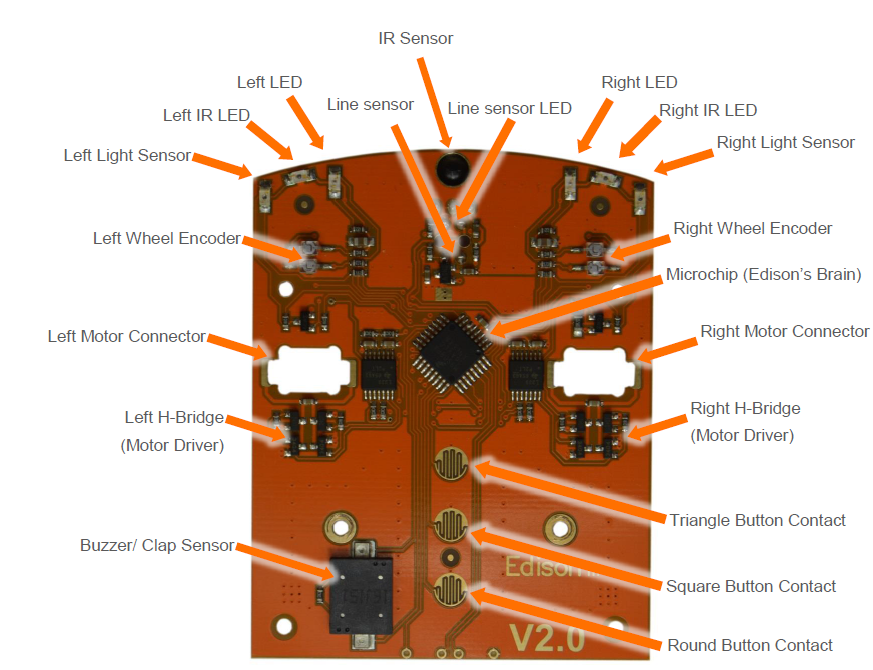 IR Sensor
Left LED
Right LED
Line sensor
Line sensor LED
Left IR LED
Right IR LED
Left Light Sensor
Right Light Sensor
Left Wheel Encoder
Right Wheel Encoder
Microchip (Edison's Brain)
Left Motor Connector
Right Motor Connector
Left H-Bridge
(Motor Driver)
Right H-Bridge
(Motor Driver)
Triangle Button Contact
Buzzer/ Clap Sensor
Edison
Square Button Contact
V2.0
Round Button Contact